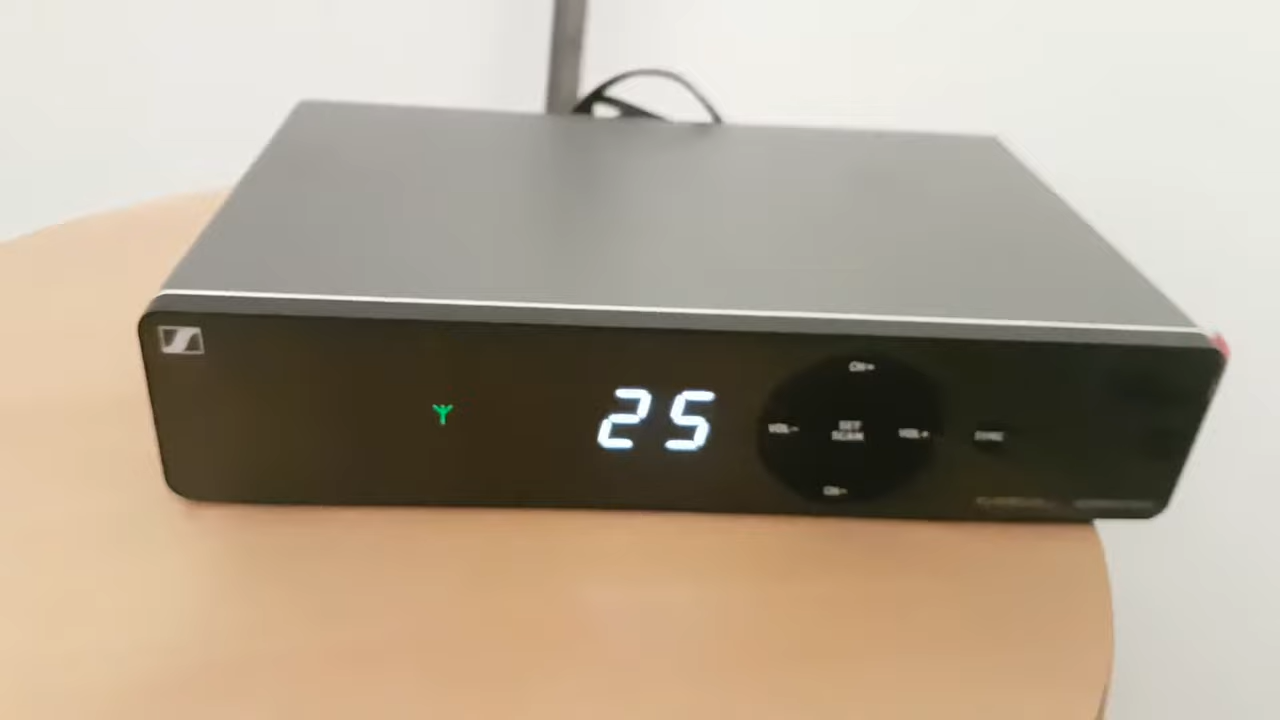 CH+
25
VOL-
SET
SCAN
VOL+
SYNC
CH-